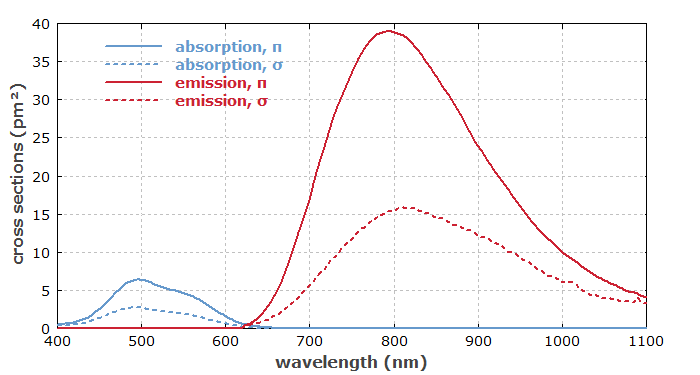 40
35
30
25
20
15
10
5
0
cross sections (pm²)
absorption, п
absorption, σ
emission, п
emission, σ
400 500 600 700 800 900 1000 1100
wavelength (nm)